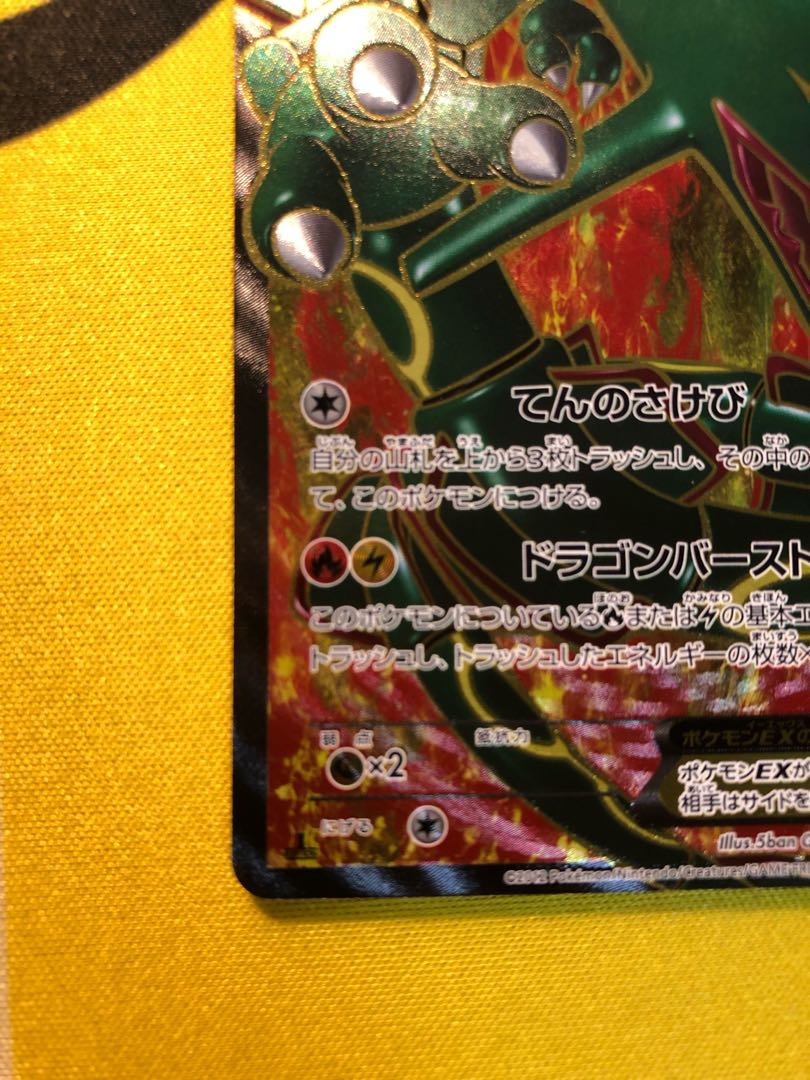 てんのさけび
自分の山札を上から3枚トラッシュし、その中の
て、このポケモンにつける。
ドラゴンバースト
このポケモンについている または の基本エ
トラッシュし、トラッシュしたエネルギーの枚数×
弱点 抵抗力
×2
ポケモンEXの
ポケモンEXが
相手はサイドを
にげる
Illus.5ban G
©2012 Pokémon/Nintendo/Creatures/GAME FR